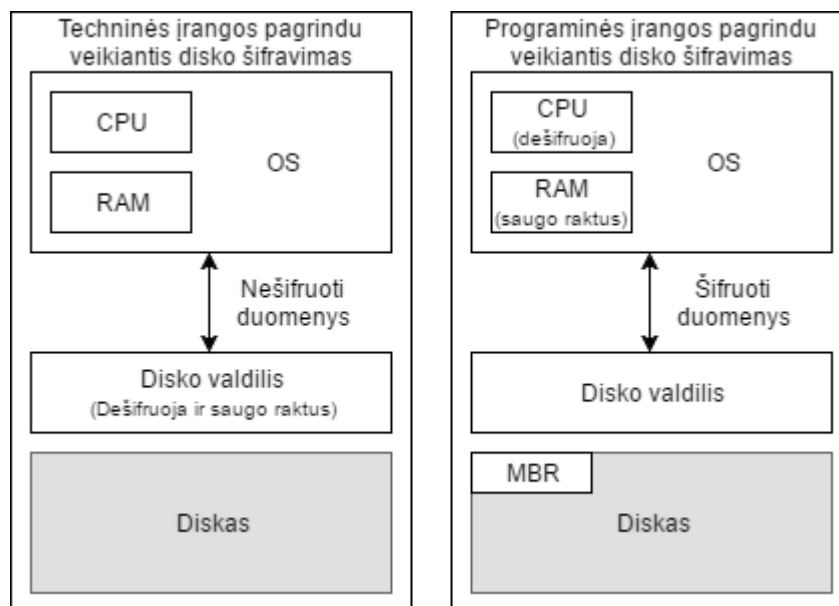 Techninės įrangos pagrindu
veikiantis disko šifravimas
CPU
RAM
OS
Nešifruoti
duomenys
Disko valdilis
(Dešifruoja ir saugo raktus)
Diskas
Programinės įrangos pagrindu
veikiantis disko šifravimas
CPU
(dešifruoja)
RAM
(saugo raktus)
OS
Šifruoti
duomenys
Disko valdilis
MBR
Diskas